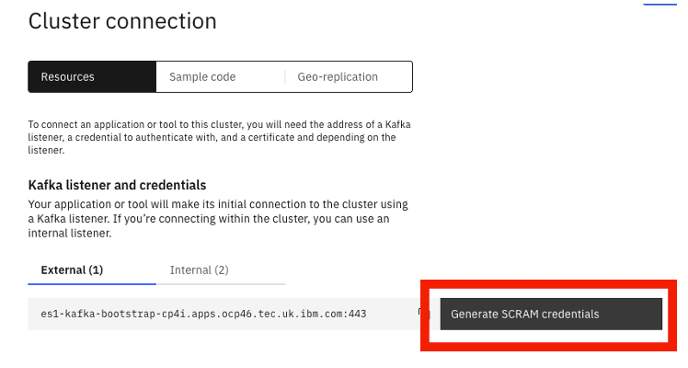 Cluster connection
Resources
Sample code
Geo-replication
To connect an application or tool to this cluster, you will need the address of a Kafka
listener, a credential to authenticate with, and a certificate and depending on the
listener.
Kafka listener and credentials
Your application or tool will make its initial connection to the cluster using
a Kafka listener. If you're connecting within the cluster, you can use an
internal listener.
External (1)
Internal (2)
es1-kafka-bootstrap-cp4i.apps.ocp46.tec.uk.ibm.com:443
Generate SCRAM credentials